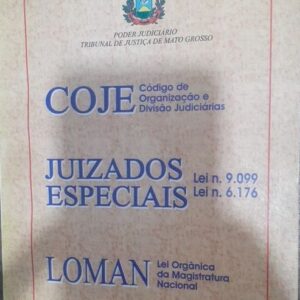 PODER JUDICIÁRIO
TRIBUNAL DE JUSTIÇA DE MATO GROSSO
COJE Código de
Organização e
Divisão Judiciárias
JUIZADOS
ESPECIAIS Lei n. 9.099
Lei n. 6.176
LOMAN Lei Orgânica
da Magistratura
Nacional